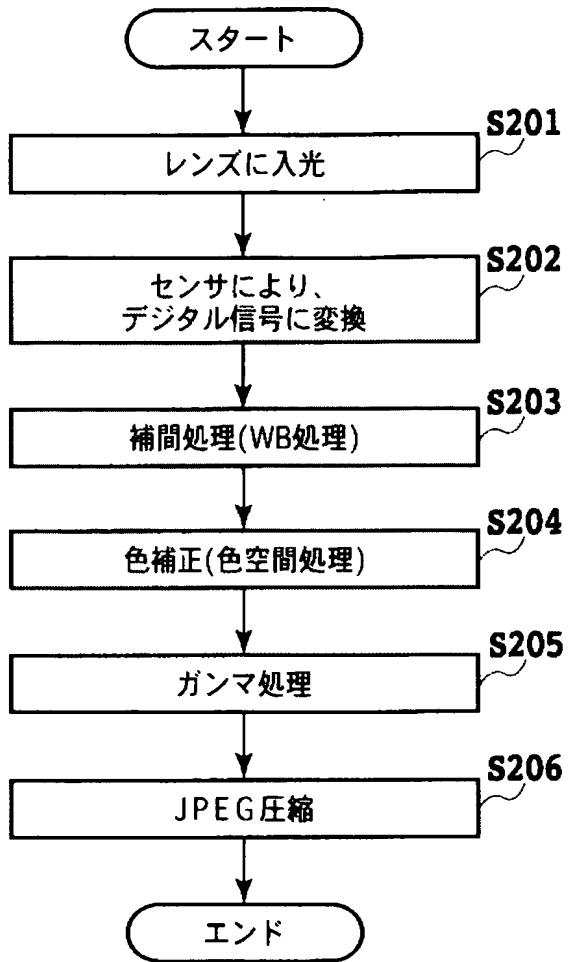 スタート
S201
レンズに入光
S202
センサにより、
デジタル信号に変換
S203
補間処理(WB処理)
S204
色補正(色空間処理)
S205
ガンマ処理
S206
JPEG圧縮
エンド